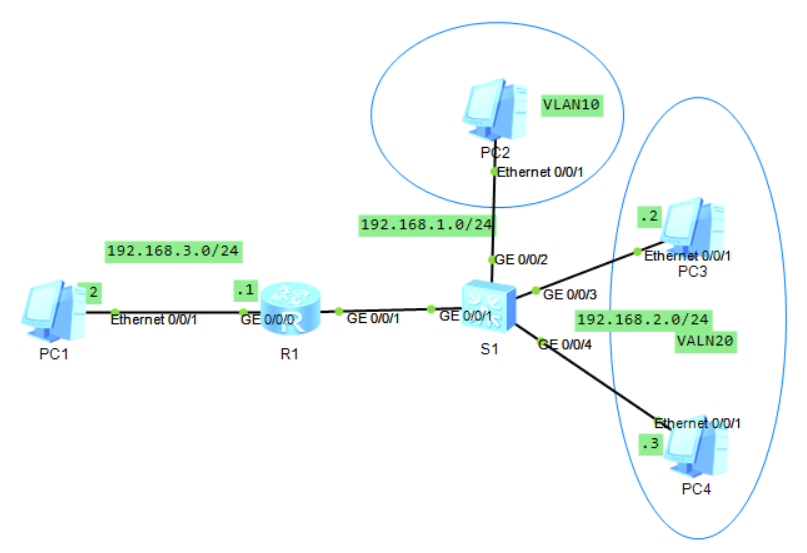 VLAN10
PC2
Ethernet 0/0/1
192.168.1.0/24
.2
192.168.3.0/24
Ethernet 0/0/1
PC3
GE 0/0/2
2
.1
GE 0/0/3
Ethernet 0/0/1
GE 0/0/0
R
GE 0/0/1
GE 0/0/1
192.168.2.0/24
VALN20
GE 0/0/4
PC1
R1
S1
Ethernet 0/0/1
.3
PC4